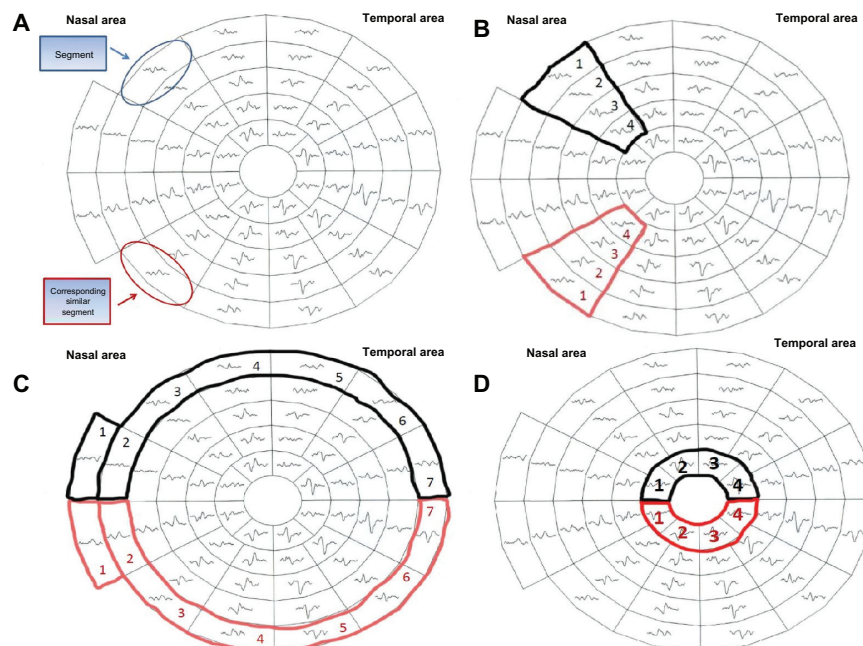 A
Nasal area
Temporal area
Segment
Corresponding
similar
segment
B
Nasal area
Temporal area
1
2
3
4
4
3
2
1
C
Nasal area
Temporal area
4
3
5
6
1
2
7
7
1
2
6
3
5
4
D
Nasal area
Temporal area
2
3
1
4
1
4
2
3